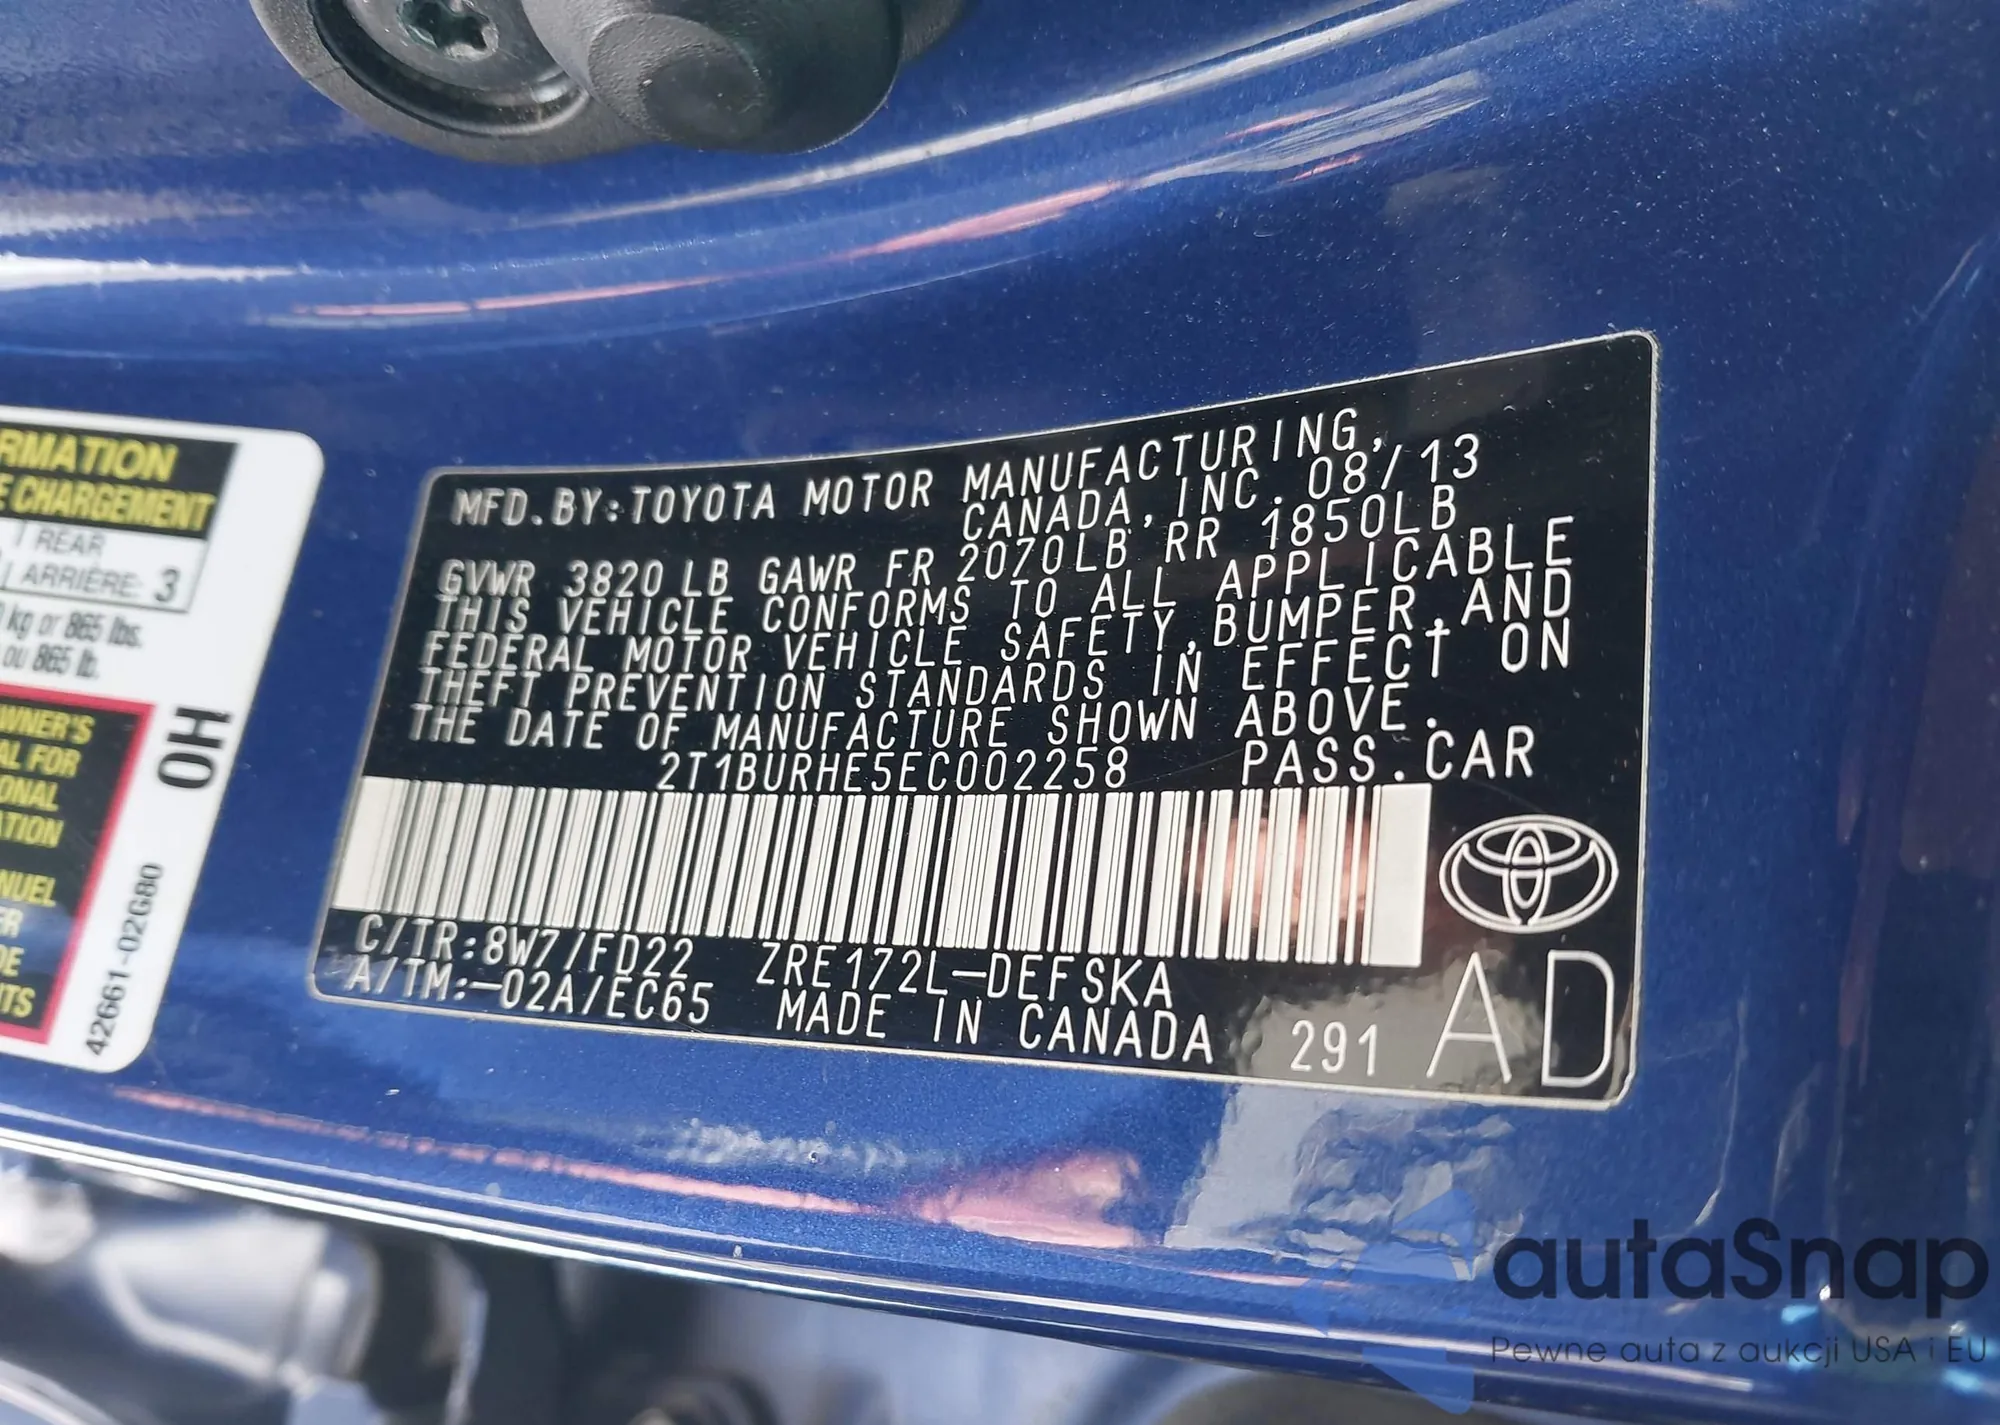 RMATION
E CHARGEMENT
REAR
ARRIÈRE: 3
kg or 865 lbs.
ou 865 lb.
WNER'S
AL FOR
ONAL
ATION
NUEL
ER
DE
NTS
OH
42661-02G80
MFD. BY: TOYOTA MOTOR MANUFACTURING,
CANADA, INC. 08/13
GVWR 3820 LB GAWR FR 2070LB RR 1850LB
THIS VEHICLE CONFORMS TO ALL APPLICABLE
FEDERAL MOTOR VEHICLE SAFETY, BUMPER, AND
THEFT PREVENTION STANDARDS IN EFFECT ON
THE DATE OF MANUFACTURE SHOWN ABOVE.
2T1BURHE5EC002258 PASS. CAR
C/TR: 8W7/FD22 ZRE172L-DEFSKA
A/TM: -02A/EC65 MADE IN CANADA 291 AD
autaSnap
Pewne auta z aukcji USA i EU